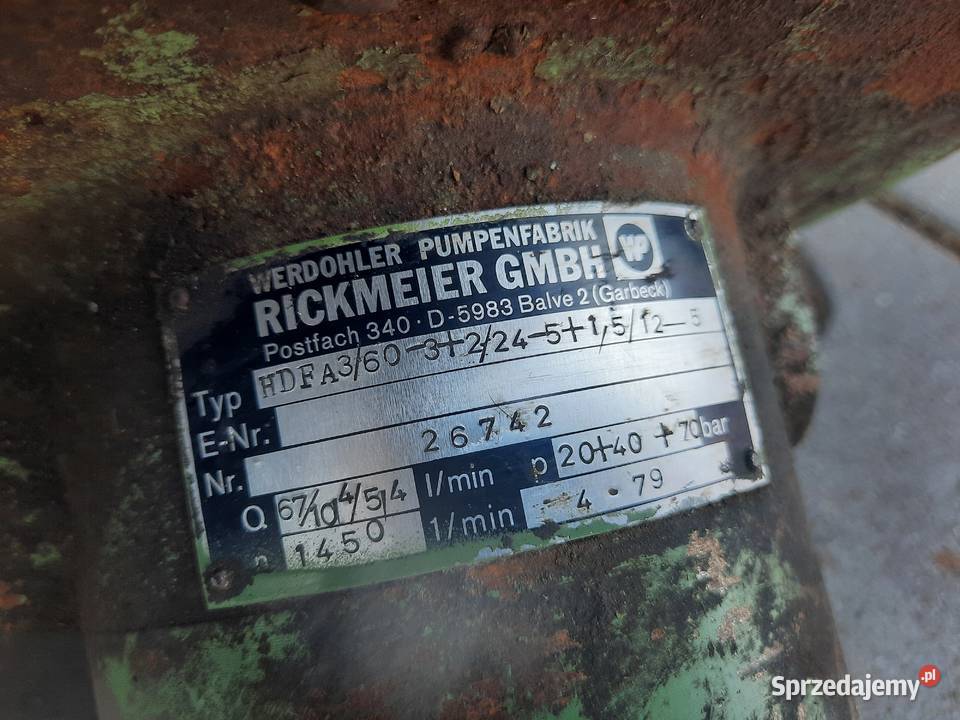 WERDOHLER PUMPENFABRIK
WP
RICKMEIER GMBH
Postfach 340 · D-5983 Balve 2 (Garbeck)
Typ HDFA3/60-3+2/24-5+1,5/12-5
E-Nr.
Nr. 26742
Q 67/10,4/5,4 l/min p 20+40+70 bar
n 1450 1/min 4.79
Sprzedajemy.pl